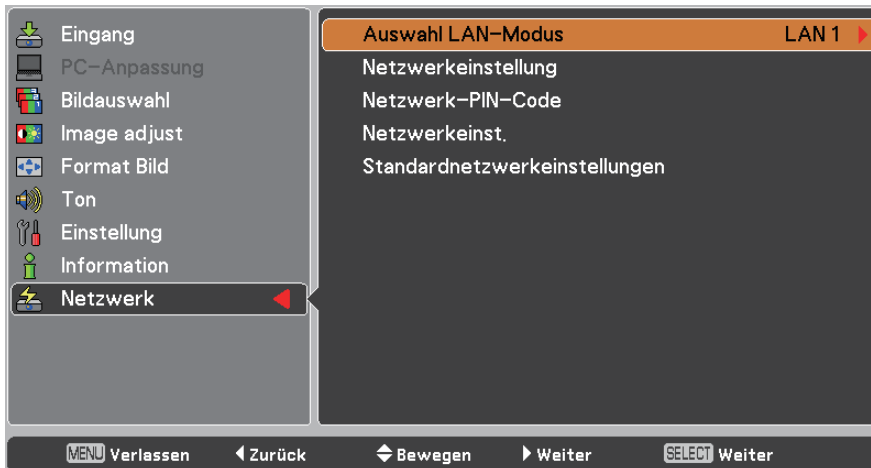 Eingang
PC-Anpassung
Bildauswahl
Image adjust
Format Bild
Ton
Einstellung
Information
Netzwerk
Auswahl LAN-Modus LAN 1
Netzwerkeinstellung
Netzwerk-PIN-Code
Netzwerkeinst.
Standardnetzwerkeinstellungen
MENU Verlassen Zurück Bewegen Weiter SELECT Weiter